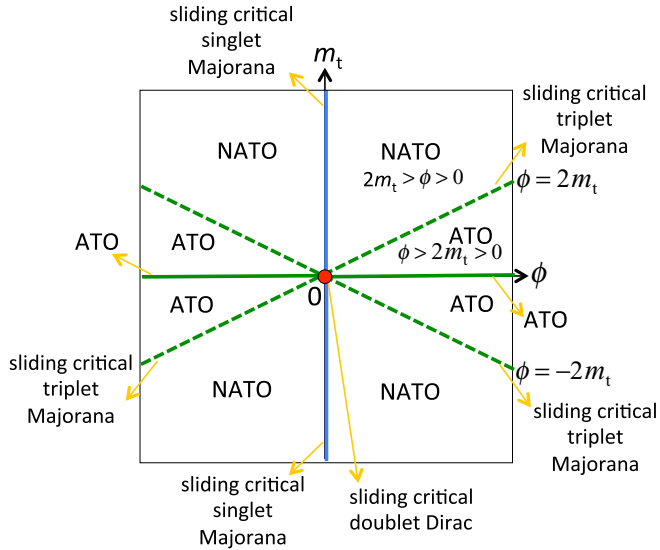 sliding critical
singlet
Majorana
m_t
sliding critical
triplet
Majorana
NATO
NATO
2m_t > ϕ > 0
ϕ = 2m_t
ATO
ATO
ATO
ϕ > 2m_t > 0
ϕ
0
ATO
ATO
ATO
sliding critical
triplet
Majorana
ϕ = −2m_t
NATO
NATO
sliding critical
triplet
Majorana
sliding critical
singlet
Majorana
sliding critical
doublet Dirac